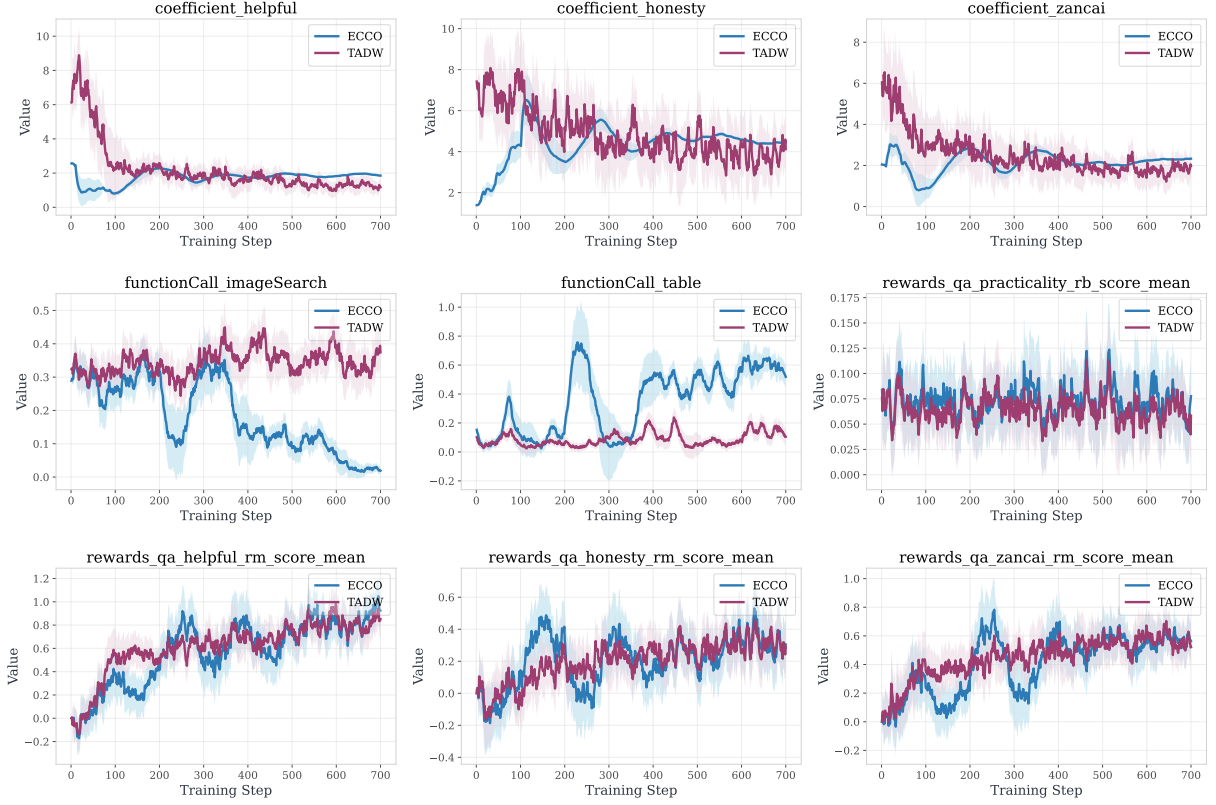 coefficient_helpful
10
8
6
4
2
0
Value
ECCO
TADW
0 100 200 300 400 500 600 700
Training Step
coefficient_honesty
10
8
6
4
2
Value
ECCO
TADW
0 100 200 300 400 500 600 700
Training Step
coefficient_zancai
8
6
4
2
0
Value
ECCO
TADW
0 100 200 300 400 500 600 700
Training Step
functionCall_imageSearch
0.5
0.4
0.3
0.2
0.1
0.0
Value
ECCO
TADW
0 100 200 300 400 500 600 700
Training Step
functionCall_table
1.0
0.8
0.6
0.4
0.2
0.0
−0.2
Value
ECCO
TADW
0 100 200 300 400 500 600 700
Training Step
rewards_qa_practicality_rb_score_mean
0.175
0.150
0.125
0.100
0.075
0.050
0.025
0.000
Value
ECCO
TADW
0 100 200 300 400 500 600 700
Training Step
rewards_qa_helpful_rm_score_mean
1.2
1.0
0.8
0.6
0.4
0.2
0.0
−0.2
Value
ECCO
TADW
0 100 200 300 400 500 600 700
Training Step
rewards_qa_honesty_rm_score_mean
0.6
0.4
0.2
0.0
−0.2
−0.4
Value
ECCO
TADW
0 100 200 300 400 500 600 700
Training Step
rewards_qa_zancai_rm_score_mean
1.0
0.8
0.6
0.4
0.2
0.0
−0.2
Value
ECCO
TADW
0 100 200 300 400 500 600 700
Training Step